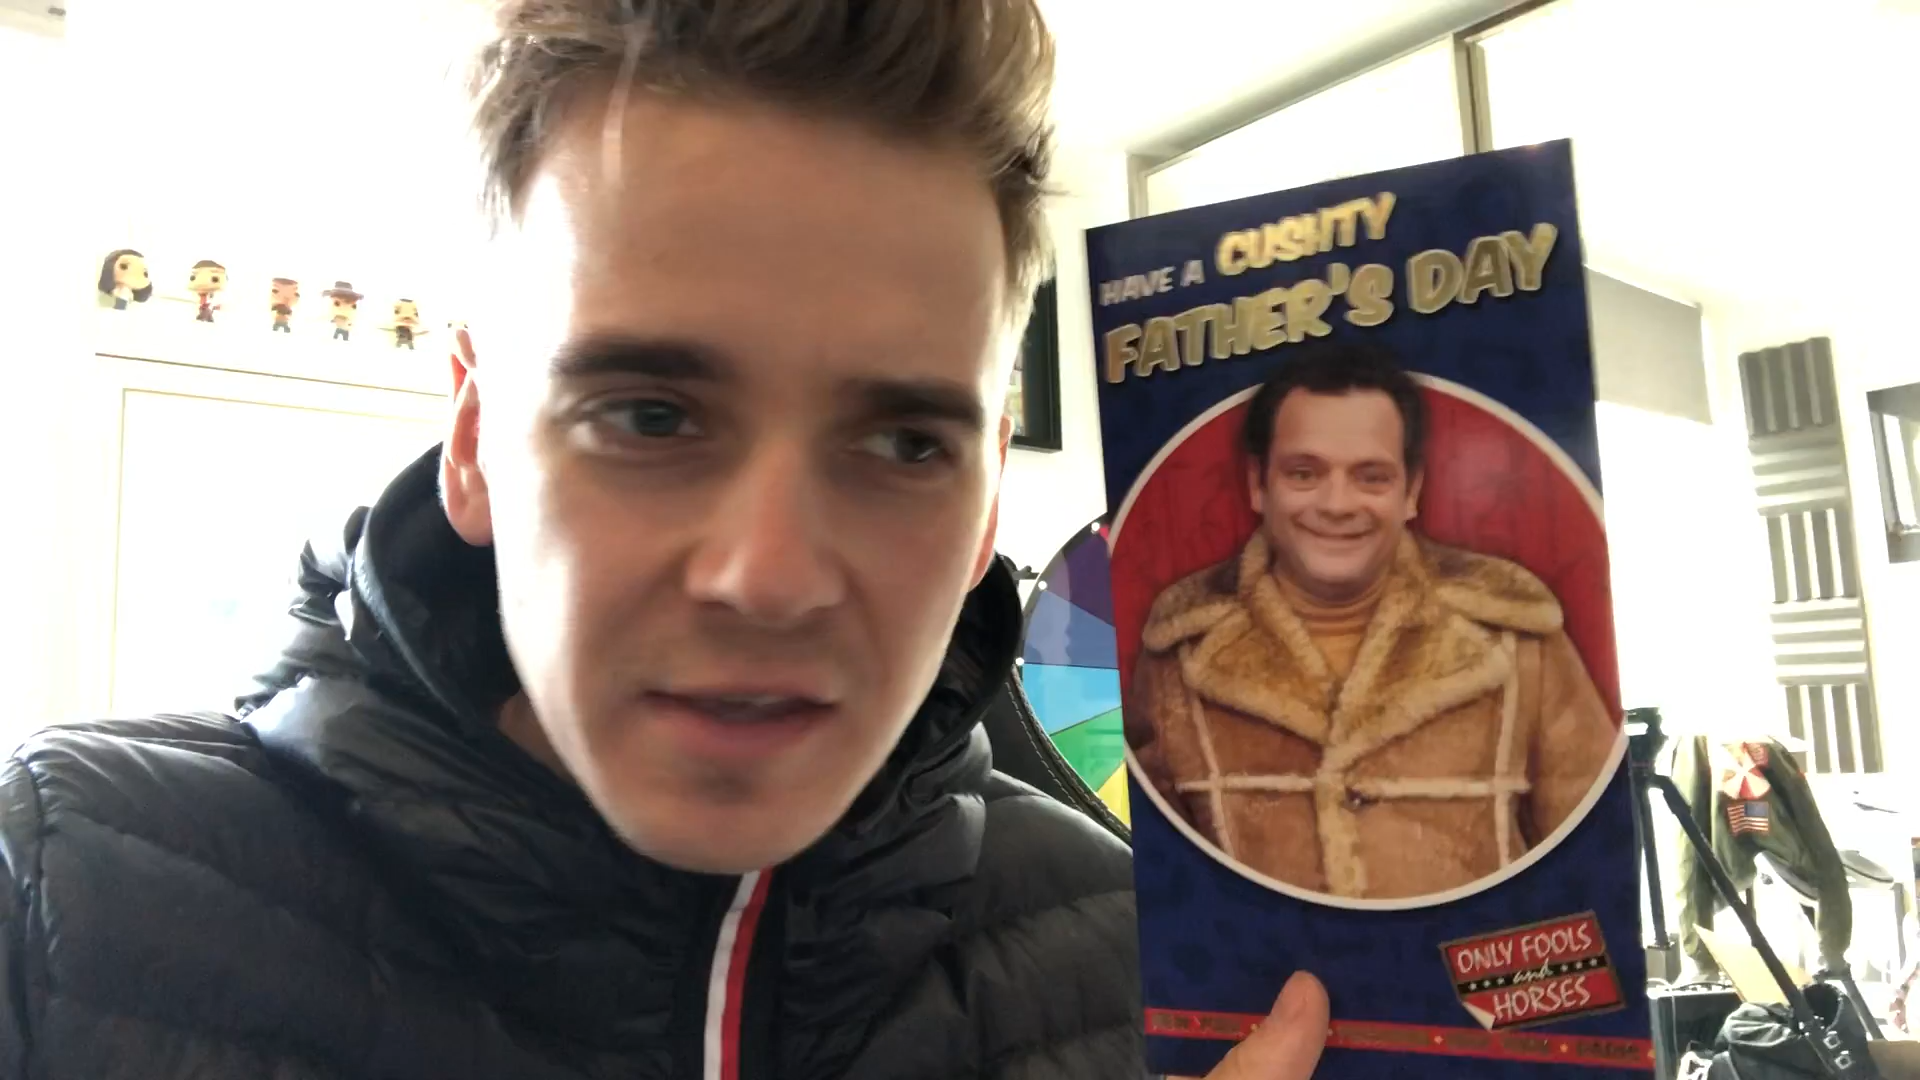 HAVE A CUSHTY
FATHER'S DAY
ONLY FOOLS
and
HORSES